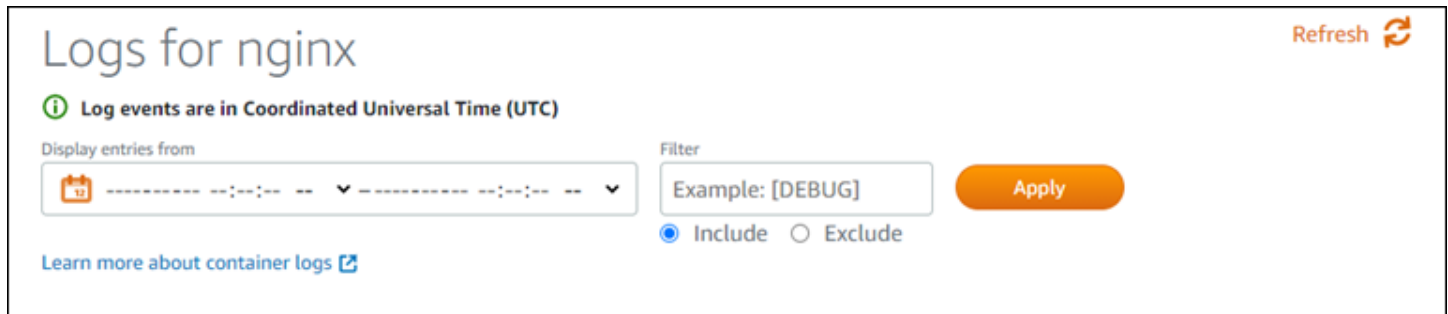 Logs for nginx
Refresh
Log events are in Coordinated Universal Time (UTC)
Display entries from
Filter
12 ---------- --:--:-- -- – ---------- --:--:-- --
Example: [DEBUG]
Apply
Include Exclude
Learn more about container logs